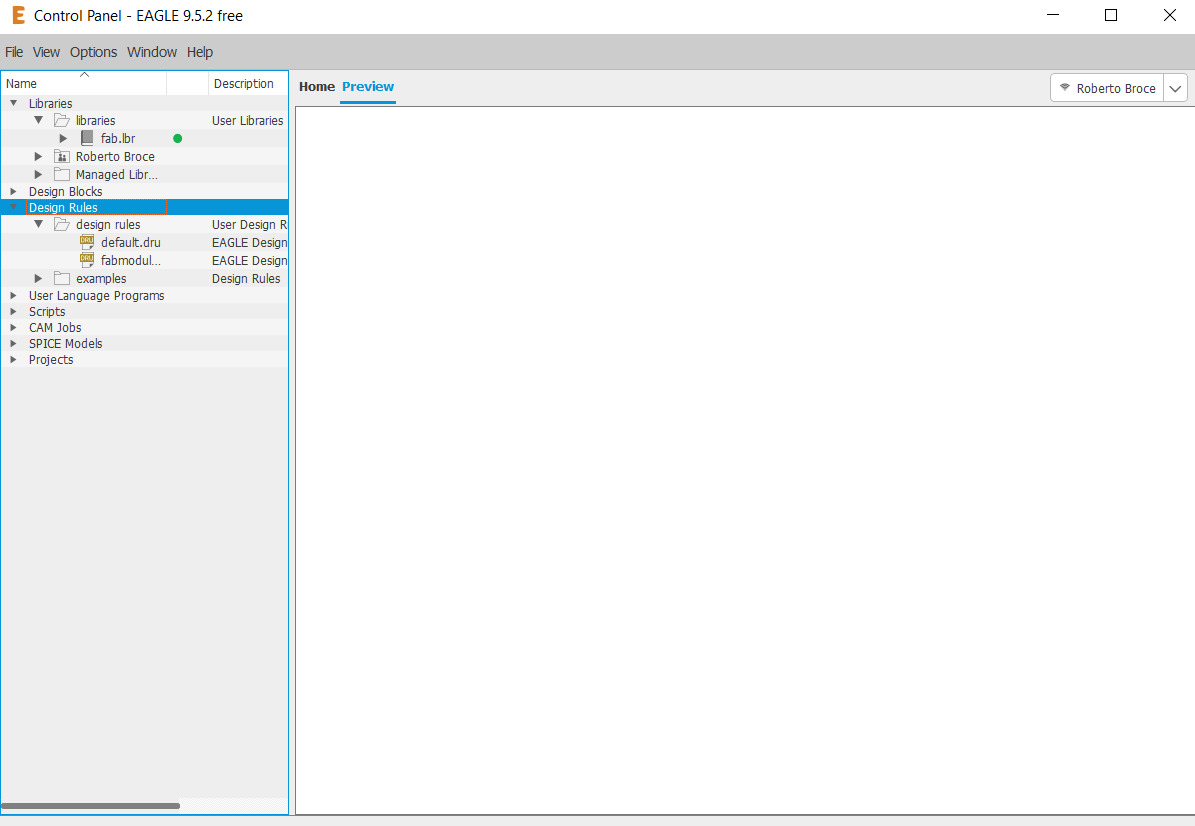 E Control Panel - EAGLE 9.5.2 free
File View Options Window Help
Name Description
Home Preview Roberto Broce
Libraries
libraries User Libraries
fab.lbr
Roberto Broce
Managed Libr...
Design Blocks
Design Rules
design rules User Design R
DRU default.dru EAGLE Design
DRU fabmodul... EAGLE Design
examples Design Rules
User Language Programs
Scripts
CAM Jobs
SPICE Models
Projects